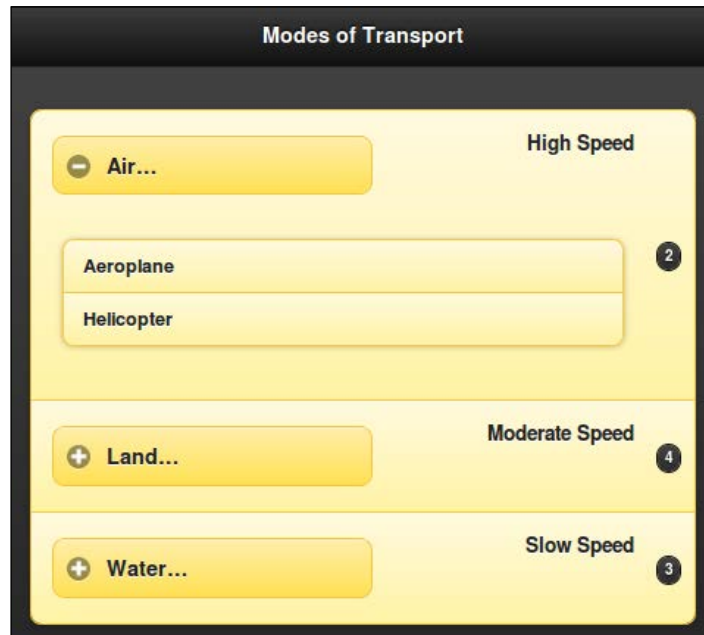 Modes of Transport
High Speed
Air...
2
Aeroplane
Helicopter
Moderate Speed
Land...
4
Slow Speed
Water...
3